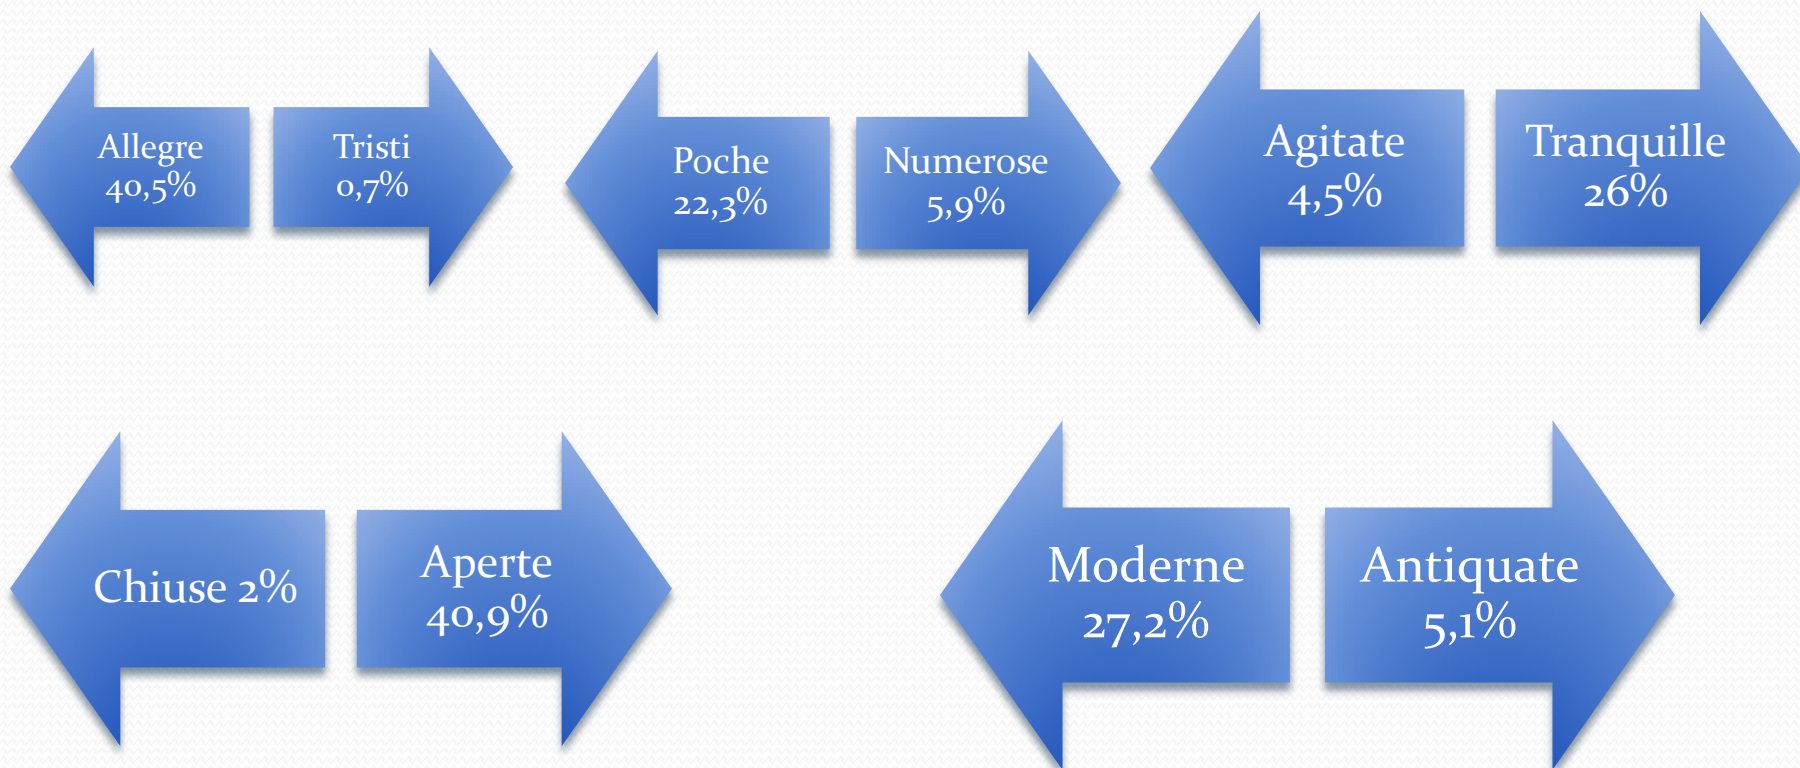 Allegre
40,5%
Tristi
0,7%
Poche
22,3%
Numerose
5,9%
Agitate
4,5%
Tranquille
26%
Chiuse 2%
Aperte
40,9%
Moderne
27,2%
Antiquate
5,1%